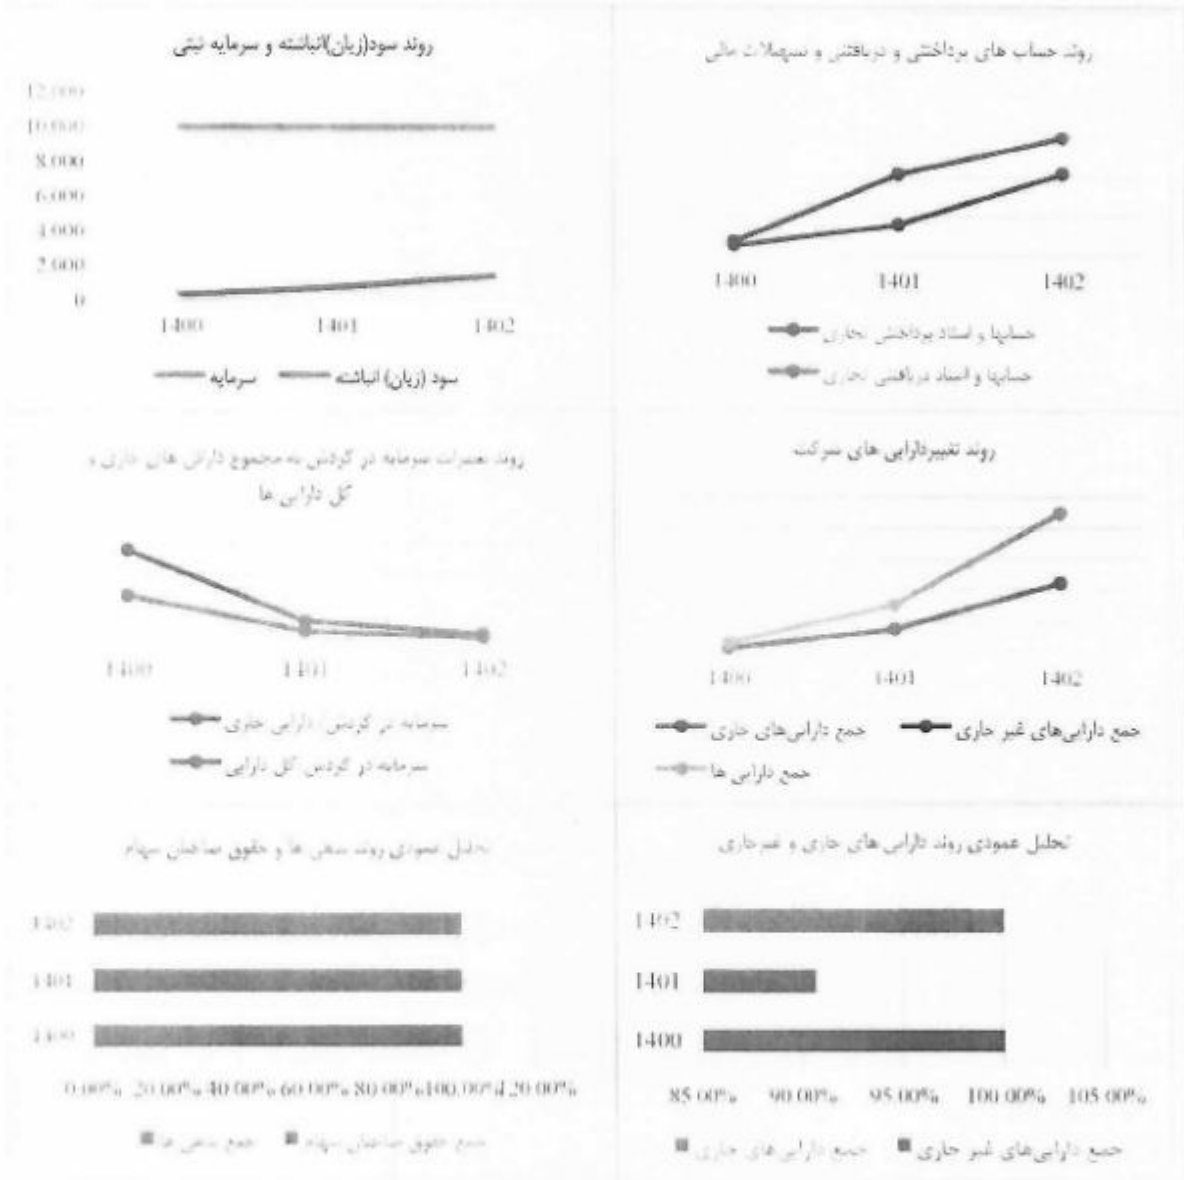 روند حساب های پرداختنی و دریافتنی و تسهیلات مالی
1400 1401 1402
حسابها و اسناد پرداختنی تجاری
حسابها و اسناد دریافتنی تجاری
روند سود(زیان)انباشته و سرمایه ثبتی
12.000
10.000
8.000
6.000
4.000
2.000
0
1400 1401 1402
سود (زیان) انباشته سرمایه
روند تغییردارایی های شرکت
1400 1401 1402
جمع دارایی‌های غیر جاری جمع دارایی‌های جاری
جمع دارایی ها
روند تغییرات سرمایه در گردش به مجموع دارایی های جاری و
کل دارایی ها
1400 1401 1402
سرمایه در گردش/ دارایی جاری
سرمایه در گردش کل دارایی
تحلیل عمودی روند دارایی های جاری و غیرجاری
1402
1401
1400
85.00% 90.00% 95.00% 100.00% 105.00%
جمع دارایی‌های غیر جاری جمع دارایی‌های جاری
تحلیل عمودی روند بدهی ها و حقوق صاحبان سهام
1402
1401
1400
0.00% 20.00% 40.00% 60.00% 80.00% 100.00% 120.00%
جمع حقوق صاحبان سهام جمع بدهی ها